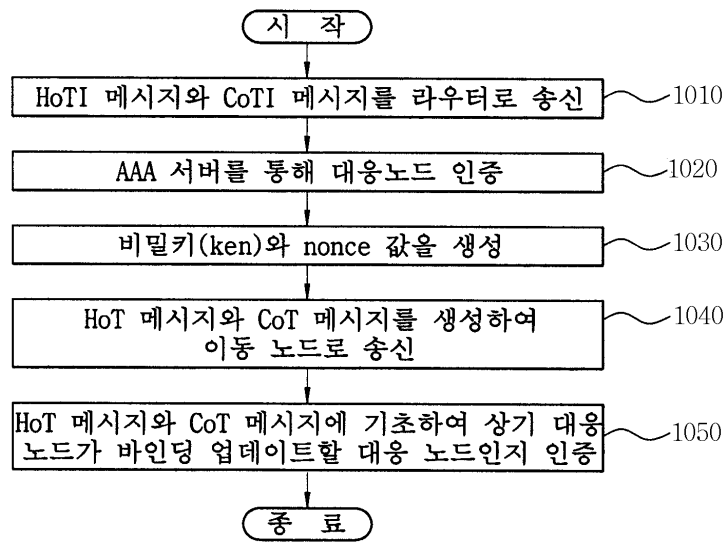 시 작
HoTI 메시지와 CoTI 메시지를 라우터로 송신
1010
AAA 서버를 통해 대응노드 인증
1020
비밀키(ken)와 nonce 값을 생성
1030
HoT 메시지와 CoT 메시지를 생성하여
이동 노드로 송신
1040
HoT 메시지와 CoT 메시지에 기초하여 상기 대응
노드가 바인딩 업데이트할 대응 노드인지 인증
1050
종 료